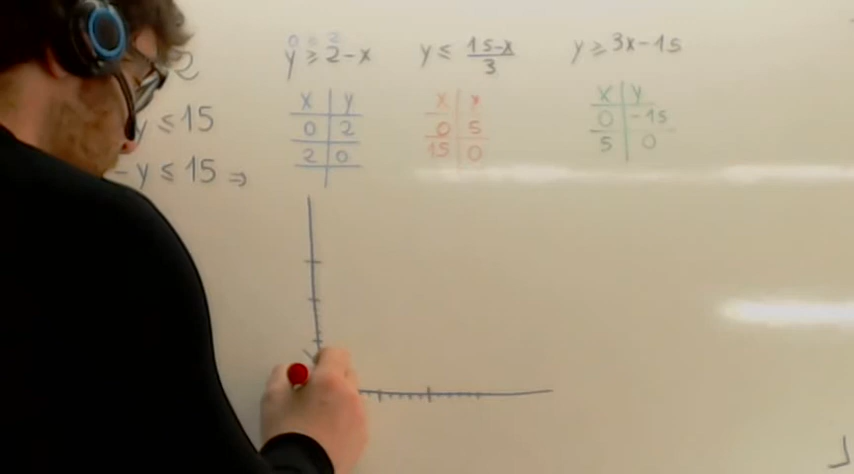 y ≥ 2-x y ≤ 15-x/3 y ≥ 3x-15
2
y ≤ 15
-y ≤ 15 ⇒
x y
0 2
2 0
x y
0 5
15 0
x y
0 -15
5 0